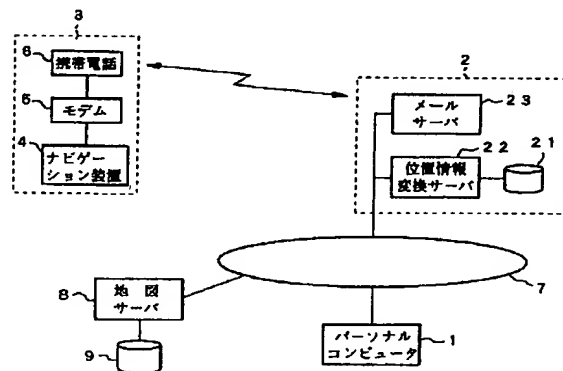 3
6
携帯電話
5
モデム
4
ナビゲー
ション装置
2
23
メール
サーバ
22
21
位置情報
変換サーバ
7
8
地図
サーバ
9
パーソナル
コンピュータ
1